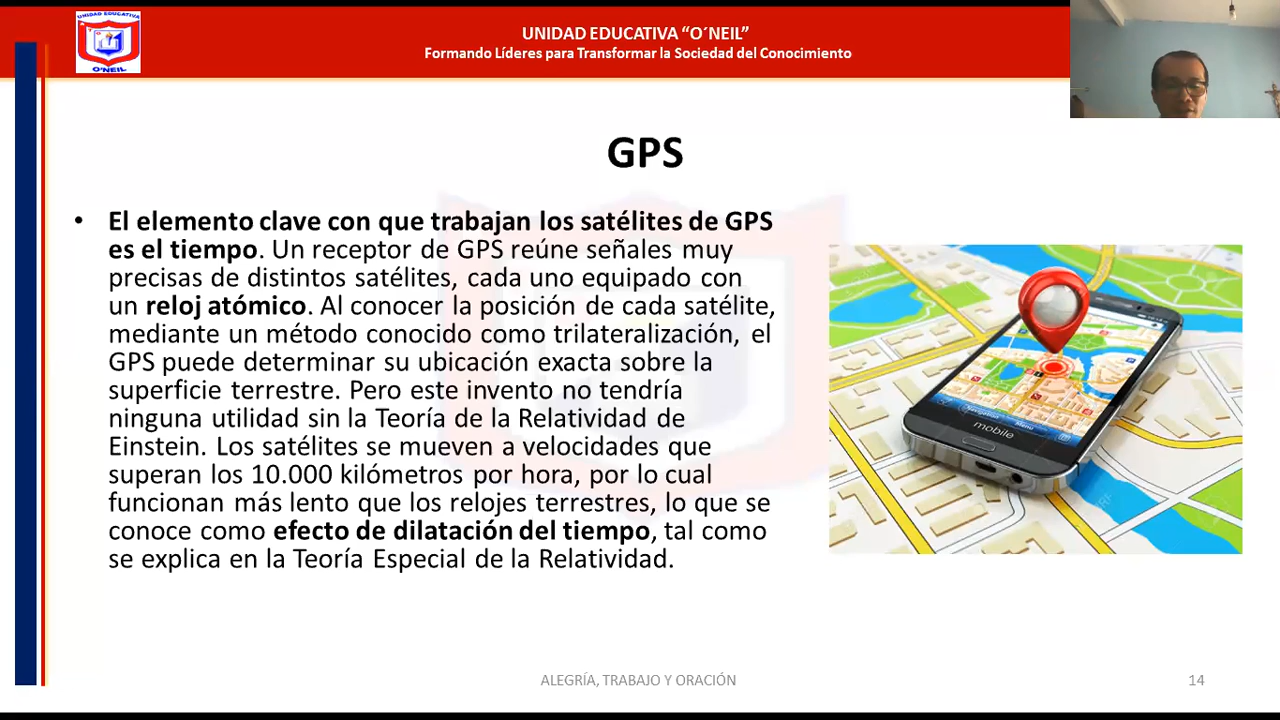 UNIDAD EDUCATIVA
O'NEIL
UNIDAD EDUCATIVA “O´NEIL”
Formando Líderes para Transformar la Sociedad del Conocimiento
GPS
• El elemento clave con que trabajan los satélites de GPS
es el tiempo. Un receptor de GPS reúne señales muy
precisas de distintos satélites, cada uno equipado con
un reloj atómico. Al conocer la posición de cada satélite,
mediante un método conocido como trilateralización, el
GPS puede determinar su ubicación exacta sobre la
superficie terrestre. Pero este invento no tendría
ninguna utilidad sin la Teoría de la Relatividad de
Einstein. Los satélites se mueven a velocidades que
superan los 10.000 kilómetros por hora, por lo cual
funcionan más lento que los relojes terrestres, lo que se
conoce como efecto de dilatación del tiempo, tal como
se explica en la Teoría Especial de la Relatividad.
Navigation
Menu
mobile
ALEGRÍA, TRABAJO Y ORACIÓN
14